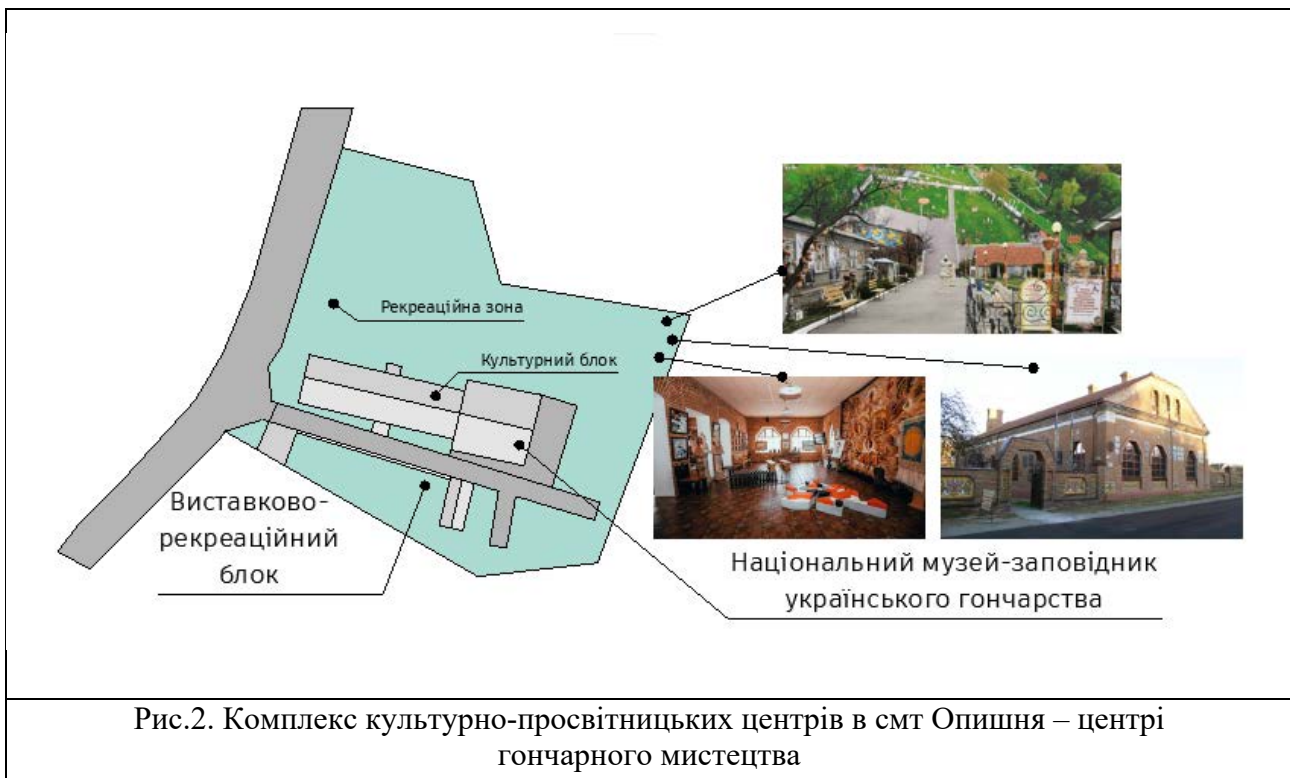 Рекреаційна зона
Культурний блок
Виставково-
рекреаційний
блок
Національний музей-заповідник
українського гончарства
Рис.2. Комплекс культурно-просвітницьких центрів в смт Опишня – центрі
гончарного мистецтва